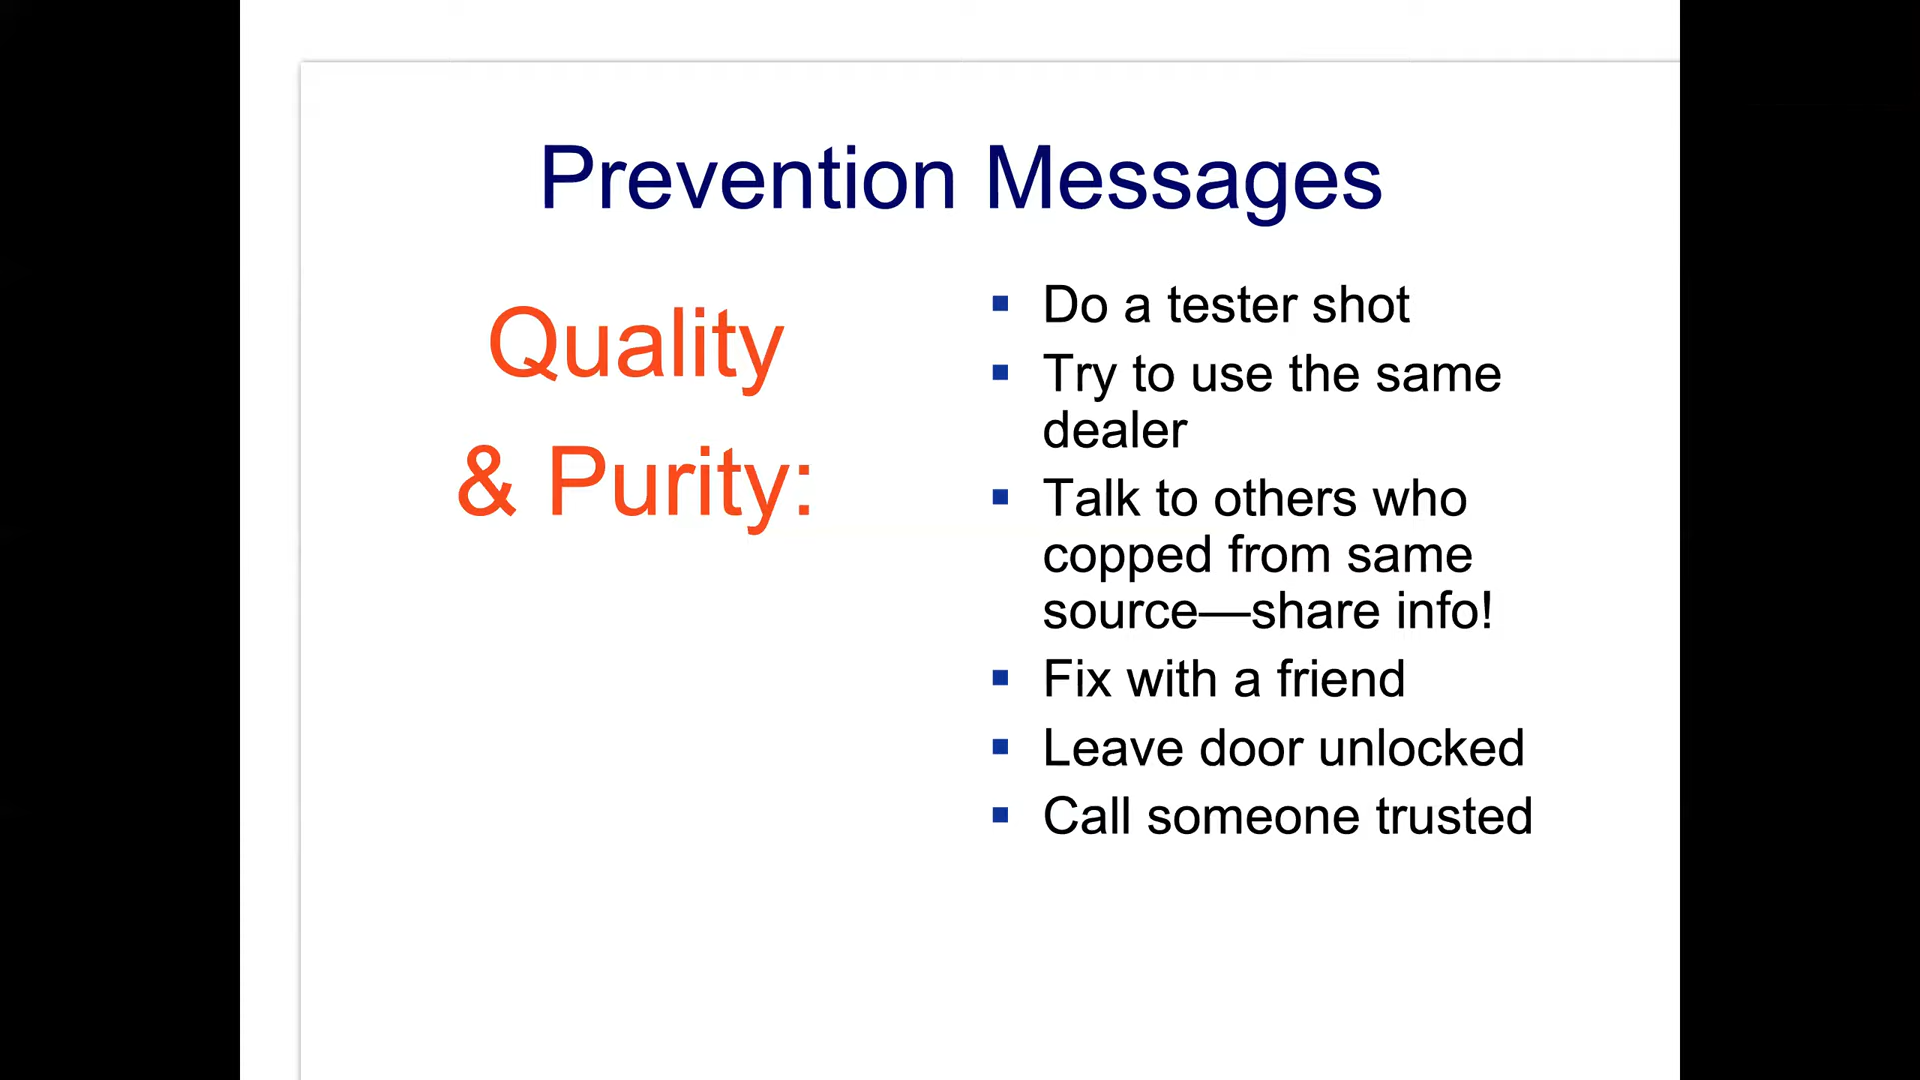 Prevention Messages
Quality
& Purity:
Do a tester shot
Try to use the same
dealer
Talk to others who
copped from same
source—share info!
Fix with a friend
Leave door unlocked
Call someone trusted